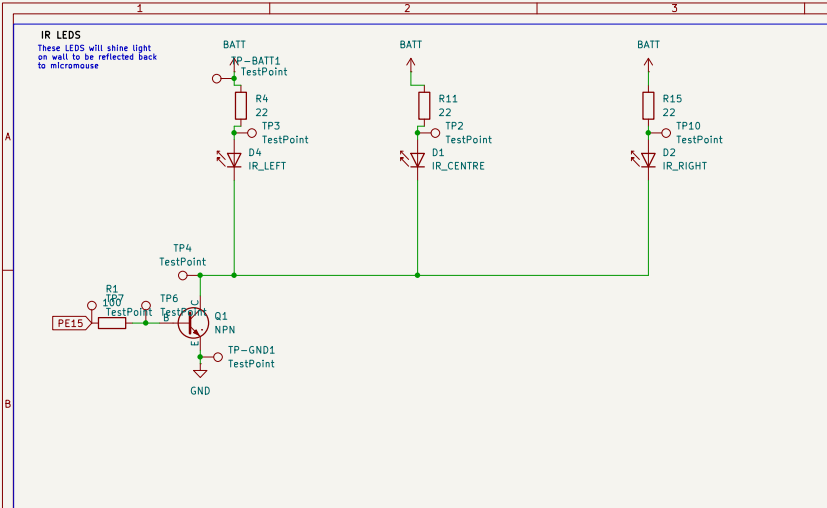 1
2
3
IR LEDS
These LEDS will shine light
on wall to be reflected back
to micromouse
BATT
BATT
BATT
TP-BATT1
TestPoint
R4
22
R11
22
R15
22
A
TP3
TestPoint
TP2
TestPoint
TP10
TestPoint
D4
IR_LEFT
D1
IR_CENTRE
D2
IR_RIGHT
TP4
TestPoint
R1
100
TP7
TestPoint
TP6
TestPoint
PE15
B
C
E
Q1
NPN
TP-GND1
TestPoint
GND
B